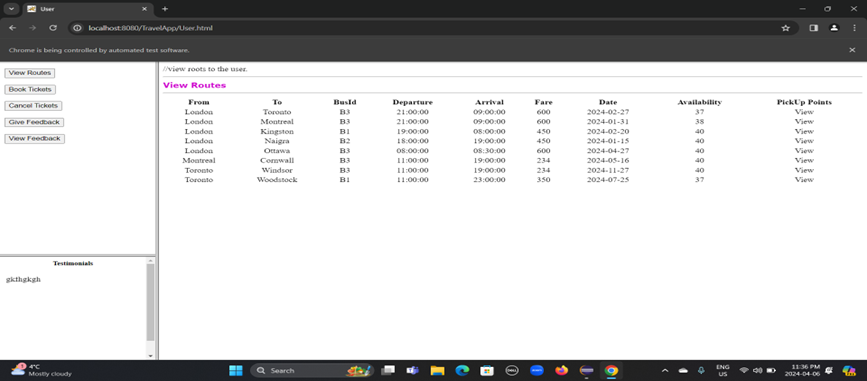 User
localhost:8080/TravelApp/User.html
Chrome is being controlled by automated test software.
View Routes
Book Tickets
Cancel Tickets
Give Feedback
View Feedback
//view roots to the user.
View Routes
From To BusId Departure Arrival Fare Date Availability PickUp Points
London Toronto B3 21:00:00 09:00:00 600 2024-02-27 37 View
London Montreal B3 21:00:00 09:00:00 600 2024-01-31 38 View
London Kingston B1 19:00:00 08:00:00 450 2024-02-20 40 View
London Naigra B2 18:00:00 19:00:00 450 2024-01-15 40 View
London Ottawa B3 08:00:00 08:30:00 600 2024-04-27 40 View
Montreal Cornwall B3 11:00:00 19:00:00 234 2024-05-16 40 View
Toronto Windsor B3 11:00:00 19:00:00 234 2024-11-27 40 View
Toronto Woodstock B1 11:00:00 23:00:00 350 2024-07-25 37 View
Testimonials
gkfhgkgh
4°C
Mostly cloudy
Search
DELL
ENG
US
11:36 PM
2024-04-06